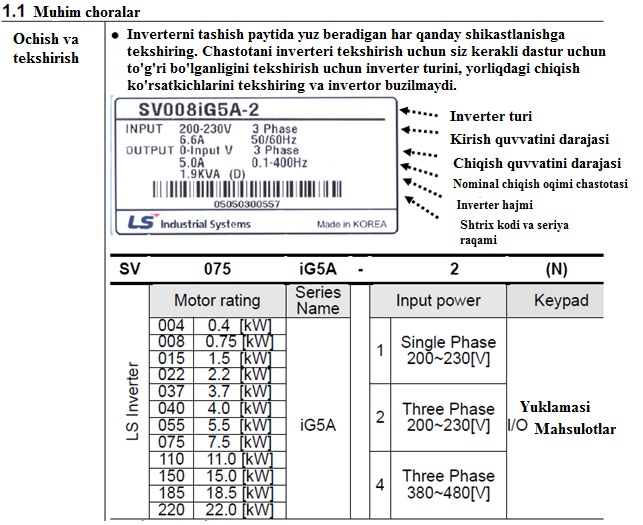 1.1 Muhim choralar
Ochish va
tekshirish
● Inverterni tashish paytida yuz beradigan har qanday shikastlanishga
tekshiring. Chastotani inverteri tekshirish uchun siz kerakli dastur uchun
to'g'ri bo'lganligini tekshirish uchun inverter turini, yorliqdagi chiqish
ko'rsatkichlarini tekshiring va invertor buzilmaydi.
SV008iG5A-2
INPUT 200-230V 3 Phase
6.6A 50/60Hz
OUTPUT 0-Input V 3 Phase
5.0A 0.1-400Hz
1.9KVA (D)
05050300557
LS Industrial Systems Made in KOREA
Inverter turi
Kirish quvvatini darajasi
Chiqish quvvatini darajasi
Nominal chiqish oqimi chastotasi
Inverter hajmi
Shtrix kodi va seriya
raqami
SV 075 iG5A - 2 (N)
Motor rating Series Name Input power Keypad
LS Inverter
004 0.4 [kW]
008 0.75 [kW]
015 1.5 [kW]
022 2.2 [kW]
037 3.7 [kW]
040 4.0 [kW]
055 5.5 [kW]
075 7.5 [kW]
110 11.0 [kW]
150 15.0 [kW]
185 18.5 [kW]
220 22.0 [kW]
iG5A
1 Single Phase
200~230[V]
2 Three Phase
200~230[V]
4 Three Phase
380~480[V]
Yuklamasi
I/O Mahsulotlar